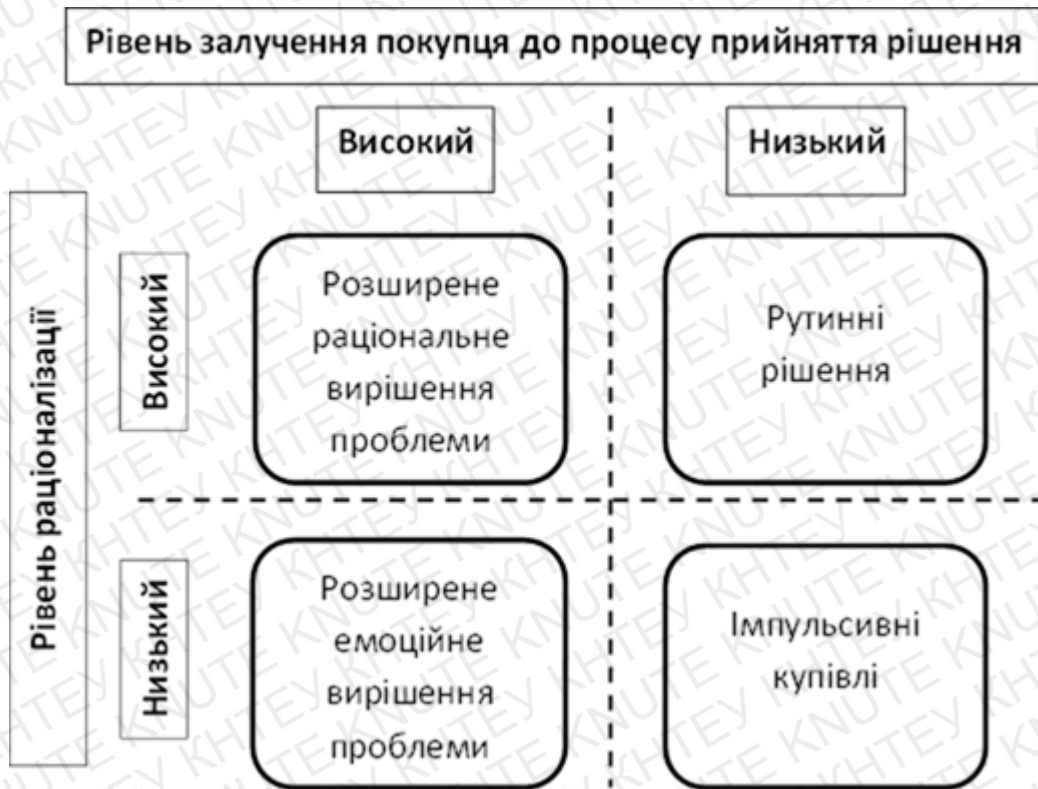 Рівень залучення покупця до процесу прийняття рішення
Високий
Низький
Рівень раціоналізації
Високий
Розширене
раціональне
вирішення
проблеми
Рутинні
рішення
Низький
Розширене
емоційне
вирішення
проблеми
Імпульсивні
купівлі